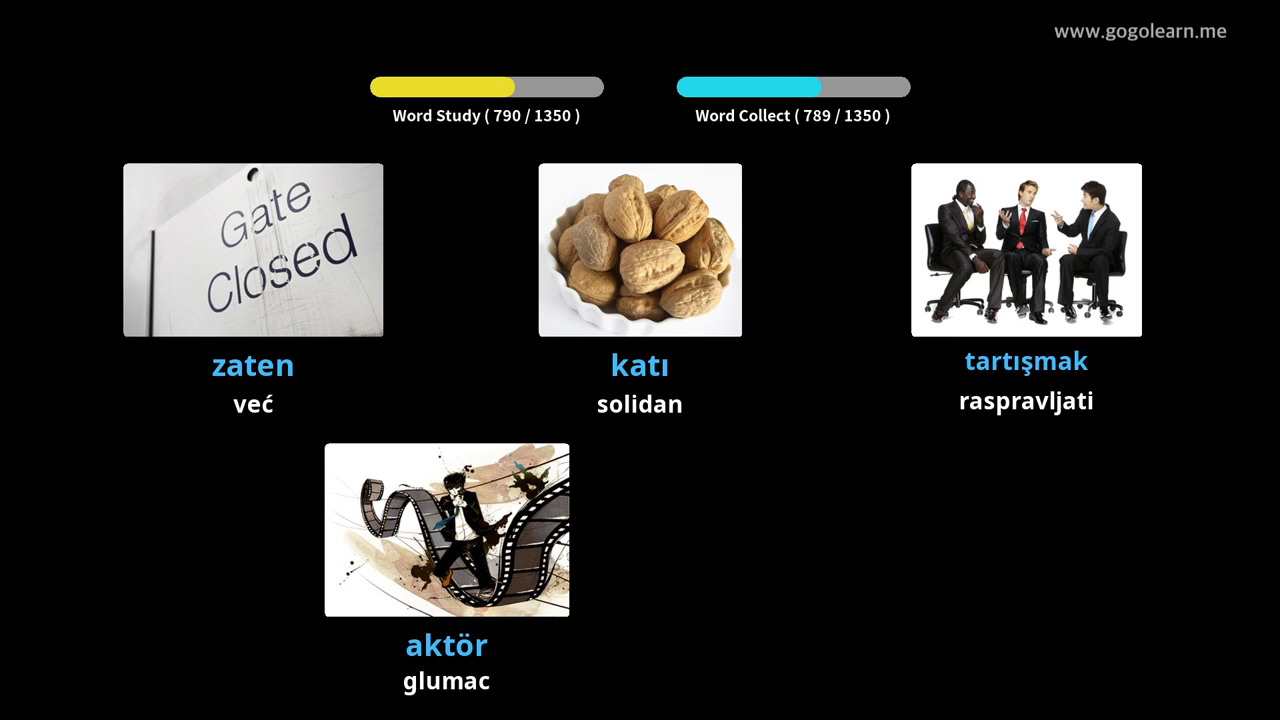 www.gogolearn.me
Word Study ( 790 / 1350 )
Word Collect ( 789 / 1350 )
Gate
Closed
zaten
već
katı
solidan
tartışmak
raspravljati
aktör
glumac